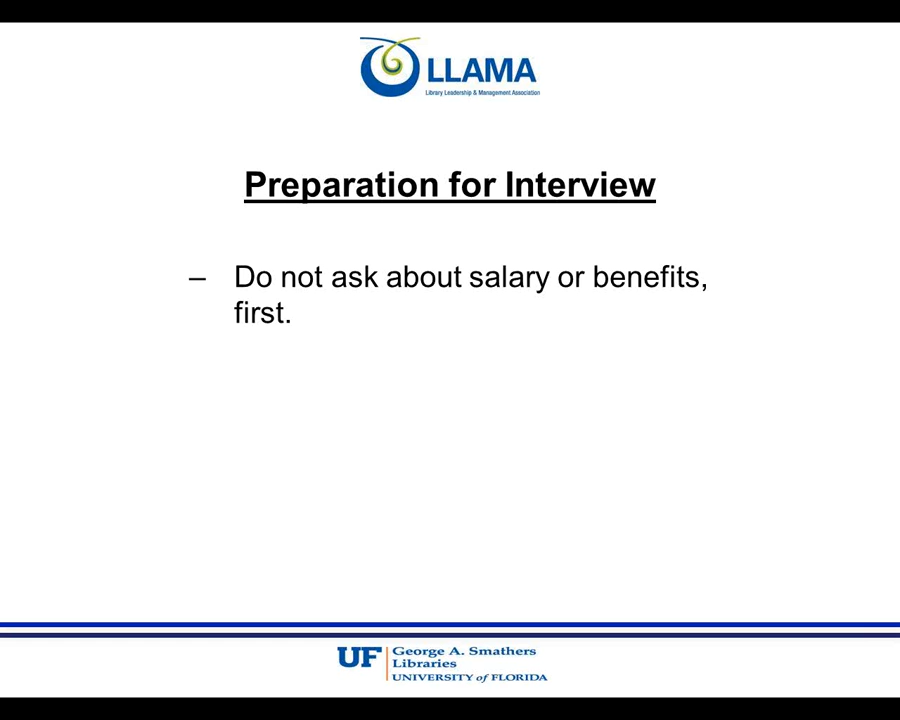 LLAMA
Library Leadership & Management Association
Preparation for Interview
– Do not ask about salary or benefits,
first.
UF
George A. Smathers
Libraries
UNIVERSITY of FLORIDA